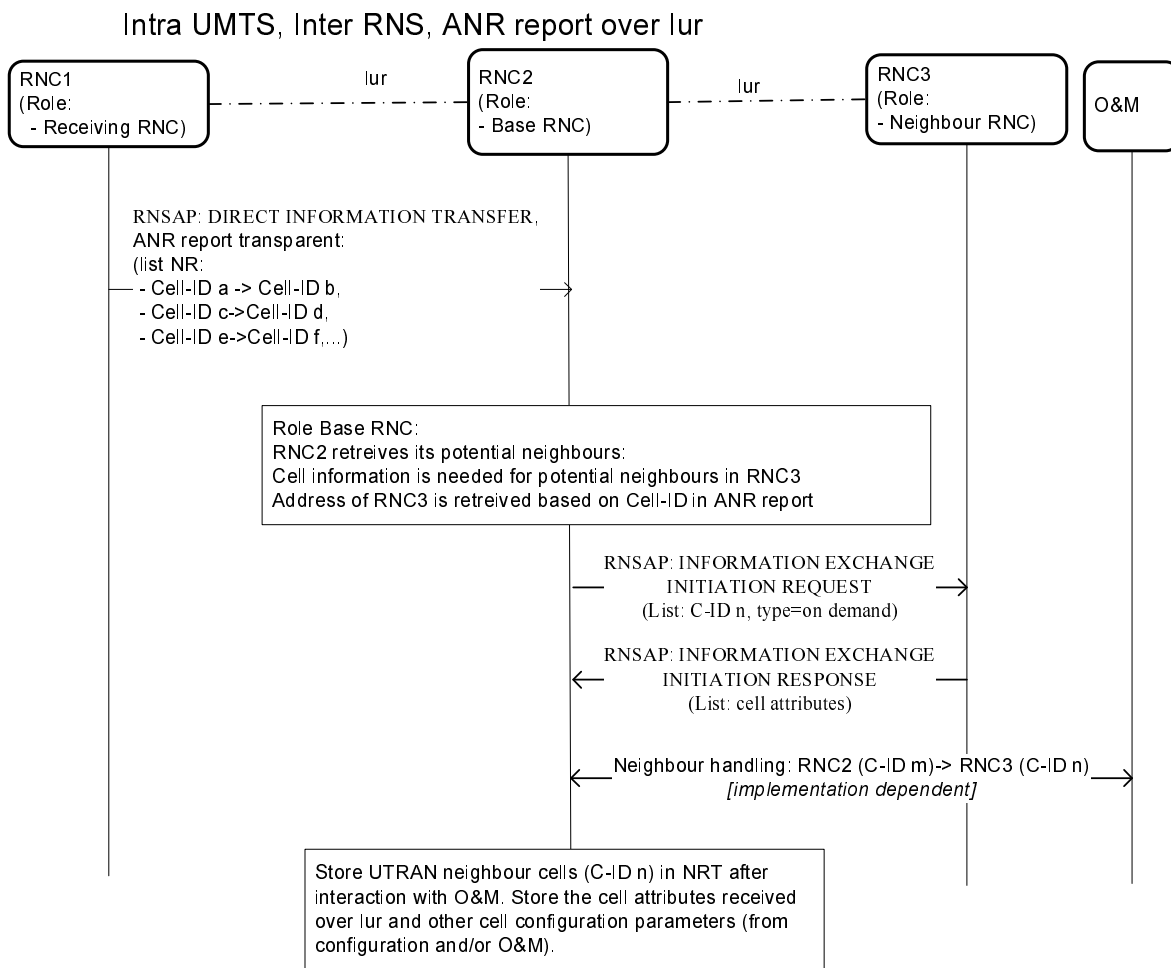 Intra UMTS, Inter RNS, ANR report over Iur
RNC1
(Role:
- Receiving RNC)
Iur
RNC2
(Role:
- Base RNC)
Iur
RNC3
(Role:
- Neighbour RNC)
O&M
RNSAP: DIRECT INFORMATION TRANSFER,
ANR report transparent:
(list NR:
- Cell-ID a -> Cell-ID b,
- Cell-ID c->Cell-ID d,
- Cell-ID e->Cell-ID f,...)
Role Base RNC:
RNC2 retreives its potential neighbours:
Cell information is needed for potential neighbours in RNC3
Address of RNC3 is retreived based on Cell-ID in ANR report
RNSAP: INFORMATION EXCHANGE
INITIATION REQUEST
(List: C-ID n, type=on demand)
RNSAP: INFORMATION EXCHANGE
INITIATION RESPONSE
(List: cell attributes)
Neighbour handling: RNC2 (C-ID m)-> RNC3 (C-ID n)
[implementation dependent]
Store UTRAN neighbour cells (C-ID n) in NRT after
interaction with O&M. Store the cell attributes received
over Iur and other cell configuration parameters (from
configuration and/or O&M).